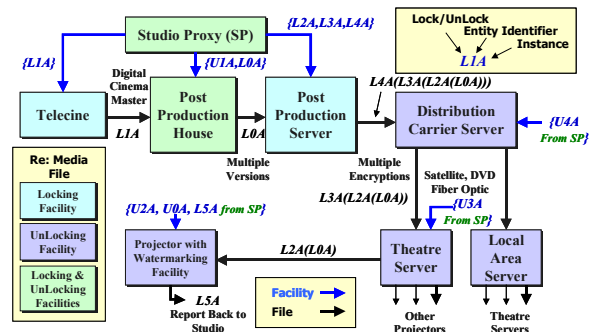 Studio Proxy (SP)
{L2A,L3A,L4A}
Lock/UnLock
Entity Identifier
Instance
L1A
{L1A}
{U1A,L0A}
Digital
Cinema
Master
L4A(L3A(L2A(L0A)))
Telecine
L1A
Post
Production
House
L0A
Post
Production
Server
Distribution
Carrier Server
{U4A
From SP}
Multiple
Versions
Multiple
Encryptions
Satellite, DVD
Fiber Optic
Re: Media
File
Locking
Facility
UnLocking
Facility
Locking &
UnLocking
Facilities
L3A(L2A(L0A))
{U2A, U0A, L5A from SP}
{U3A
From SP}
Projector with
Watermarking
Facility
L2A(L0A)
Theatre
Server
Local
Area
Server
L5A
Report Back to
Studio
Facility
File
Other
Projectors
Theatre
Servers